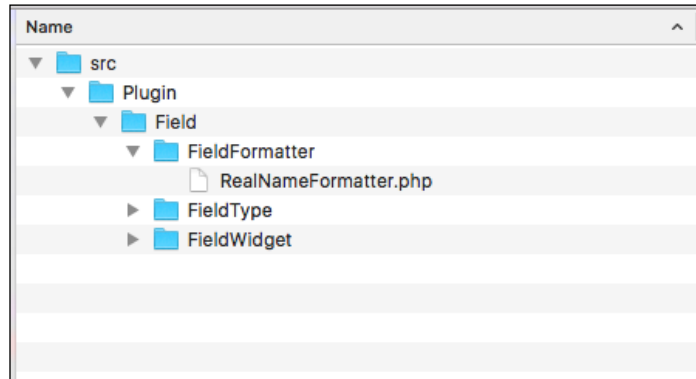 Name
src
Plugin
Field
FieldFormatter
RealNameFormatter.php
FieldType
FieldWidget